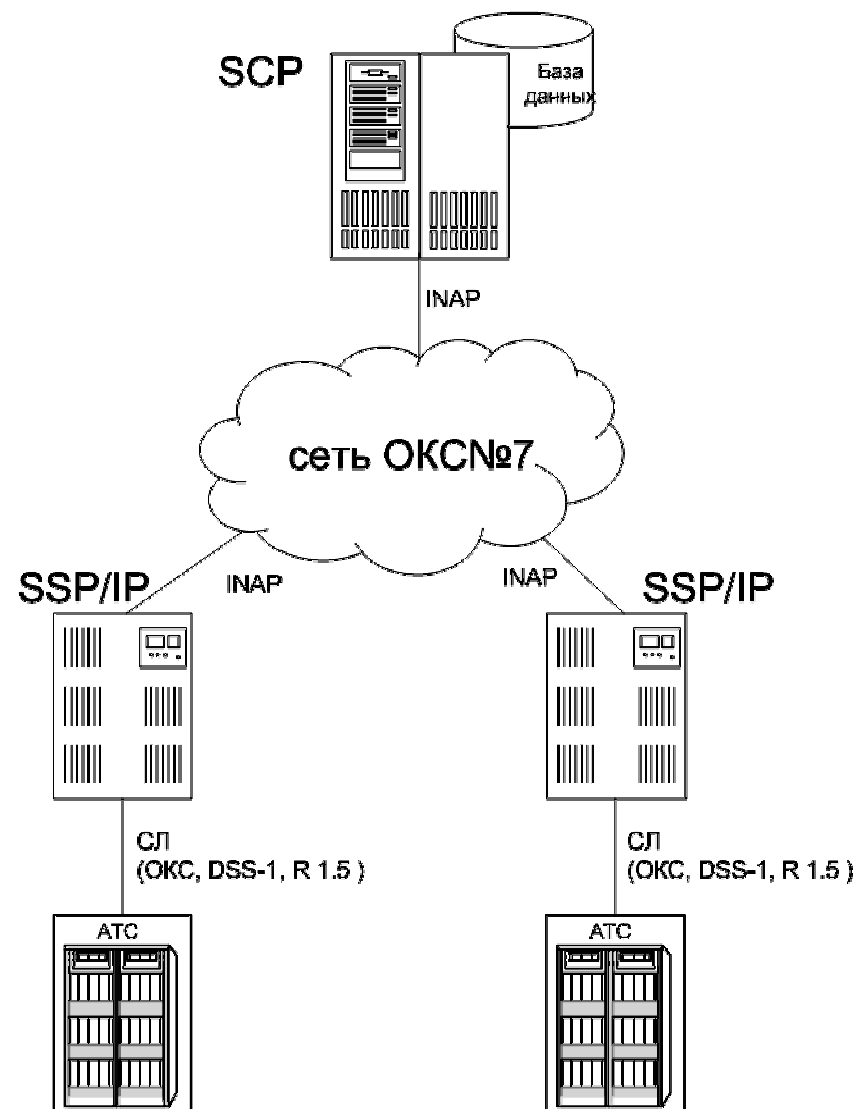 SCP
База
данных
INAP
сеть ОКС№7
SSP/IP
INAP
INAP
SSP/IP
СЛ
(ОКС, DSS-1, R 1.5 )
СЛ
(ОКС, DSS-1, R 1.5 )
АТС
АТС